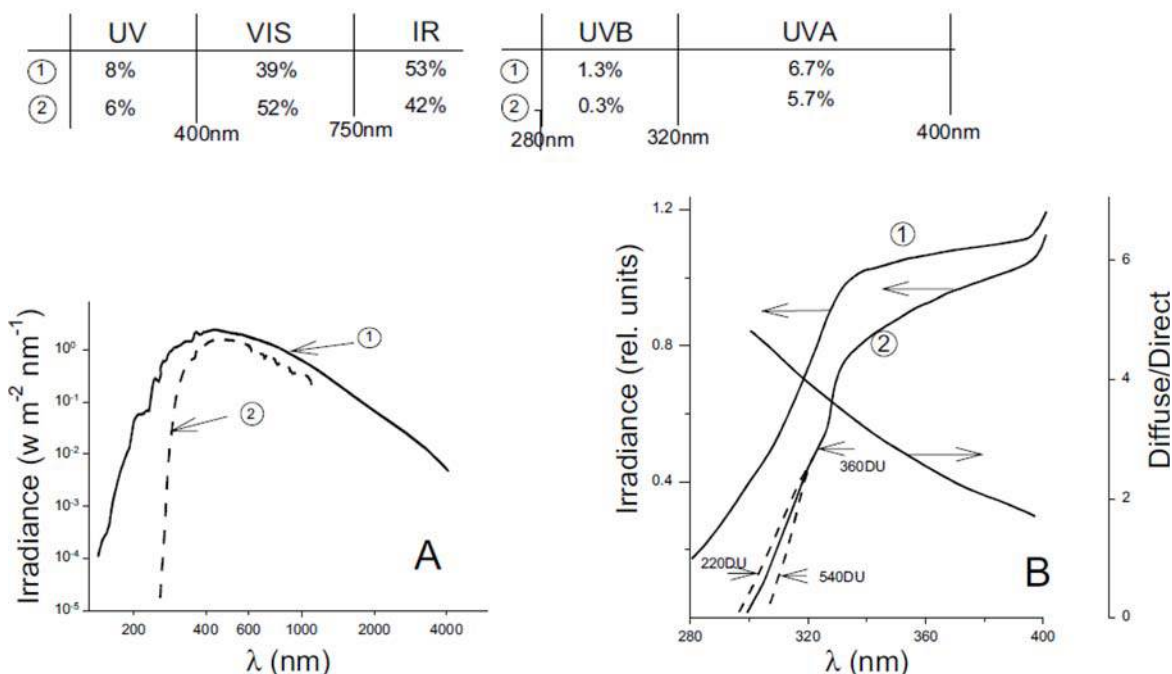 UV VIS IR
① 8% 39% 53%
② 6% 52% 42%
400nm 750nm
UVB UVA
① 1.3% 6.7%
② 0.3% 5.7%
280nm 320nm 400nm
Irradiance (w m⁻² nm⁻¹)
10⁰
10⁻¹
10⁻²
10⁻³
10⁻⁴
10⁻⁵
①
②
A
200 400 600 1000 2000 4000
λ (nm)
Irradiance (rel. units)
1.2
0.8
0.4
①
②
360DU
220DU
540DU
B
6
4
2
0
Diffuse/Direct
280 320 360 400
λ (nm)